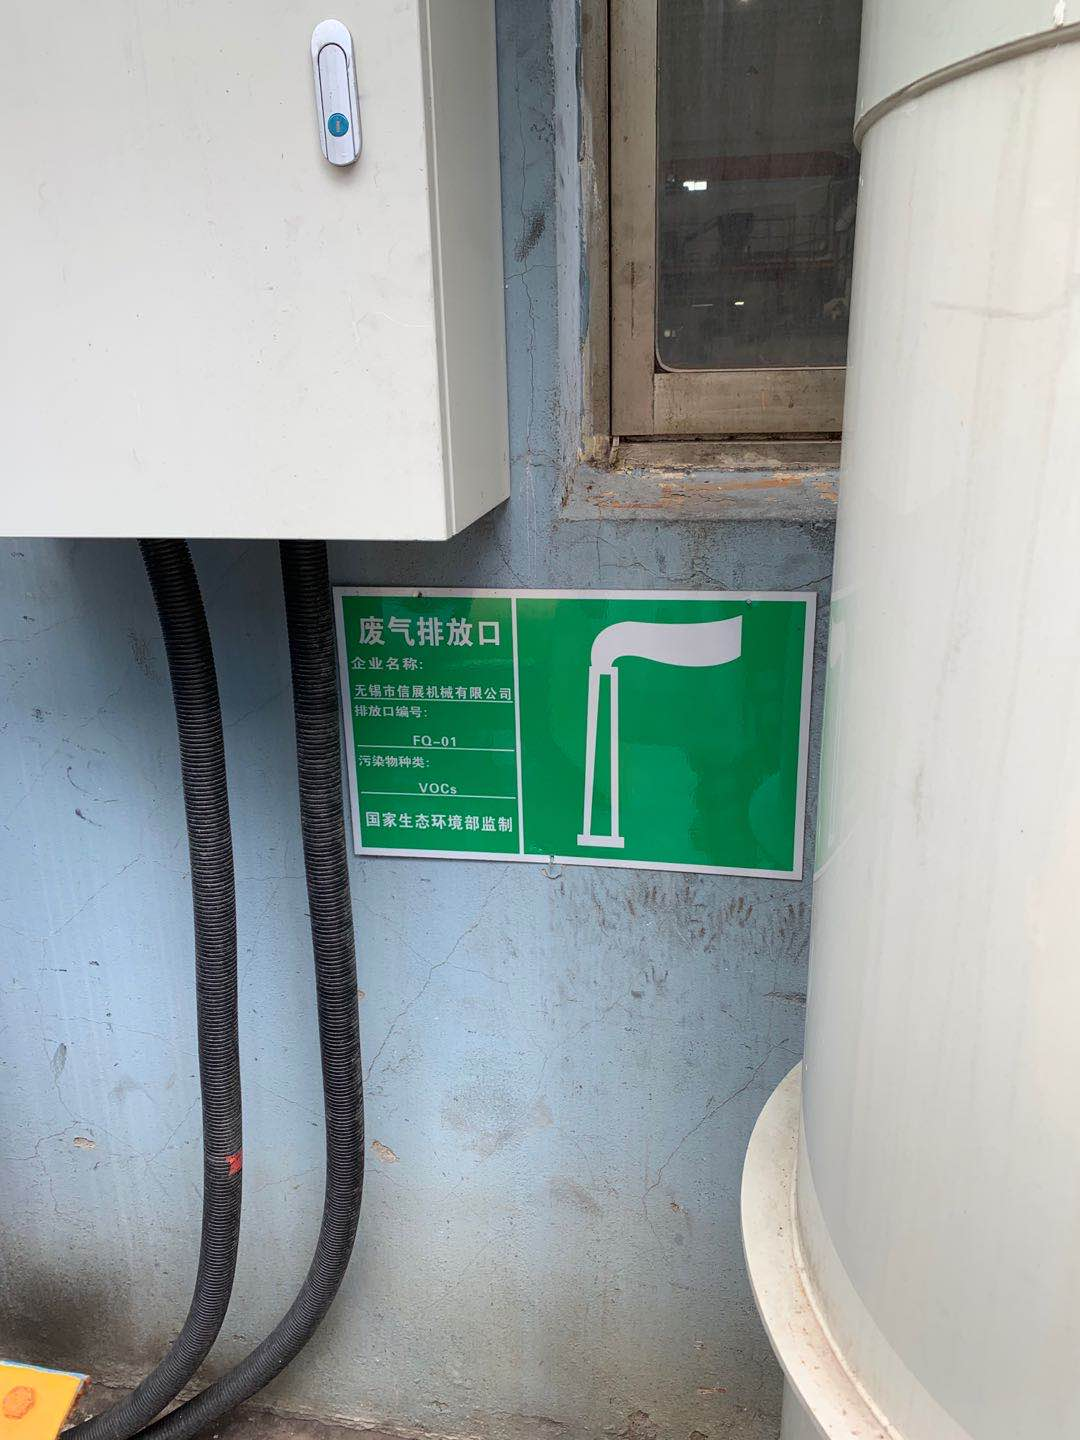 废气排放口
企业名称:
无锡市信展机械有限公司
排放口编号:
FQ-01
污染物种类:
VOCs
国家生态环境部监制